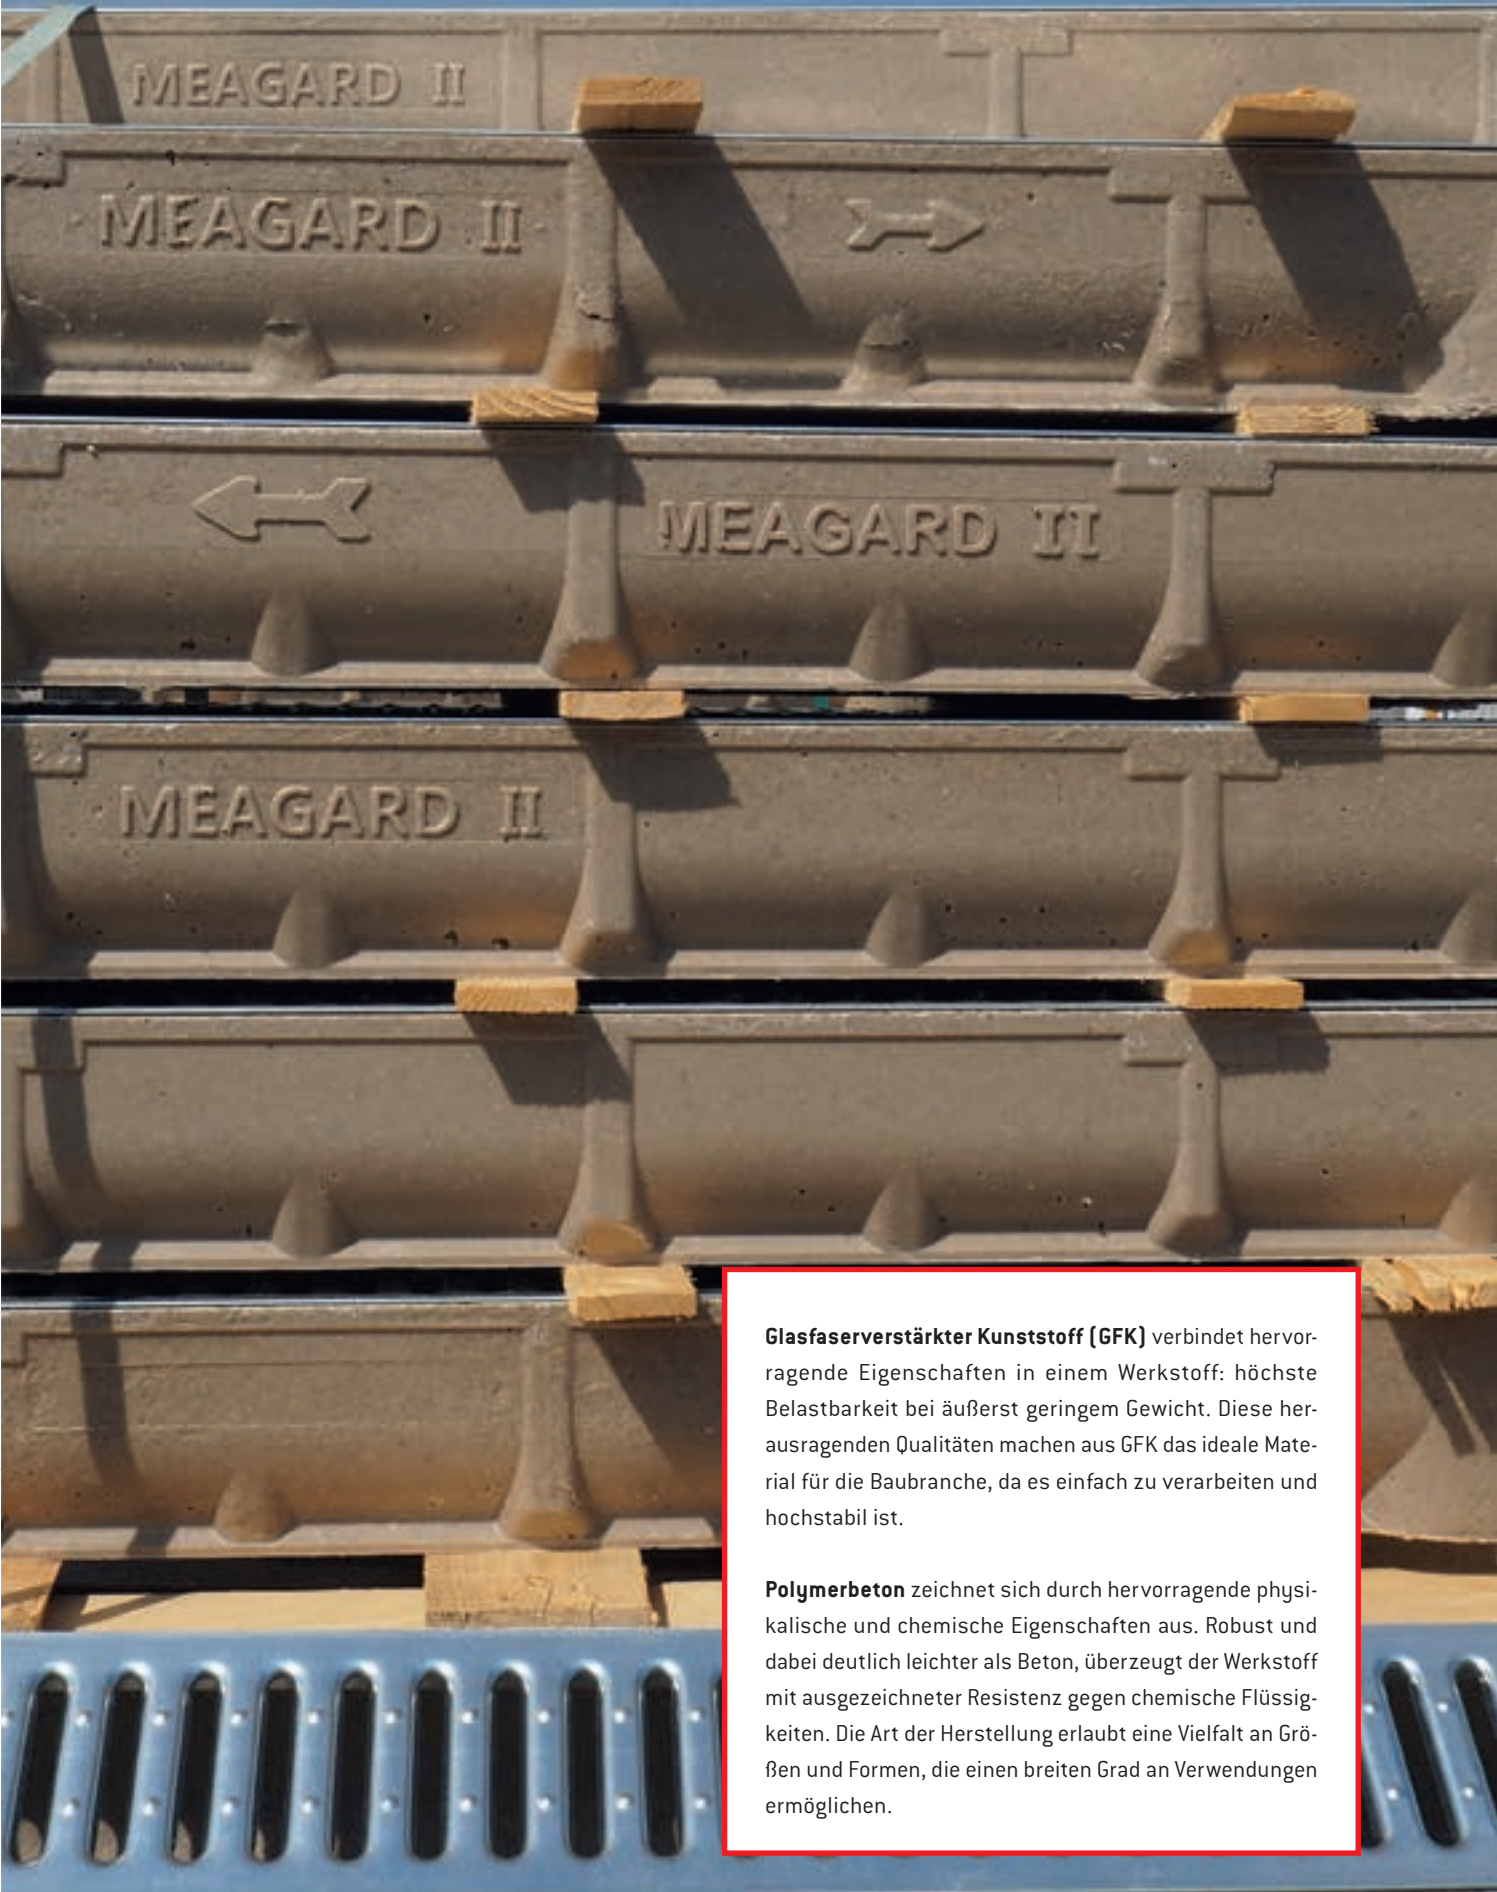 MEAGARD II
MEAGARD II
MEAGARD II
MEAGARD II
Glasfaserverstärkter Kunststoff (GFK) verbindet hervor-
ragende Eigenschaften in einem Werkstoff: höchste
Belastbarkeit bei äußerst geringem Gewicht. Diese her-
ausragenden Qualitäten machen aus GFK das ideale Mate-
rial für die Baubranche, da es einfach zu verarbeiten und
hochstabil ist.
Polymerbeton zeichnet sich durch hervorragende physi-
kalische und chemische Eigenschaften aus. Robust und
dabei deutlich leichter als Beton, überzeugt der Werkstoff
mit ausgezeichneter Resistenz gegen chemische Flüssig-
keiten. Die Art der Herstellung erlaubt eine Vielfalt an Grö-
ßen und Formen, die einen breiten Grad an Verwendungen
ermöglichen.